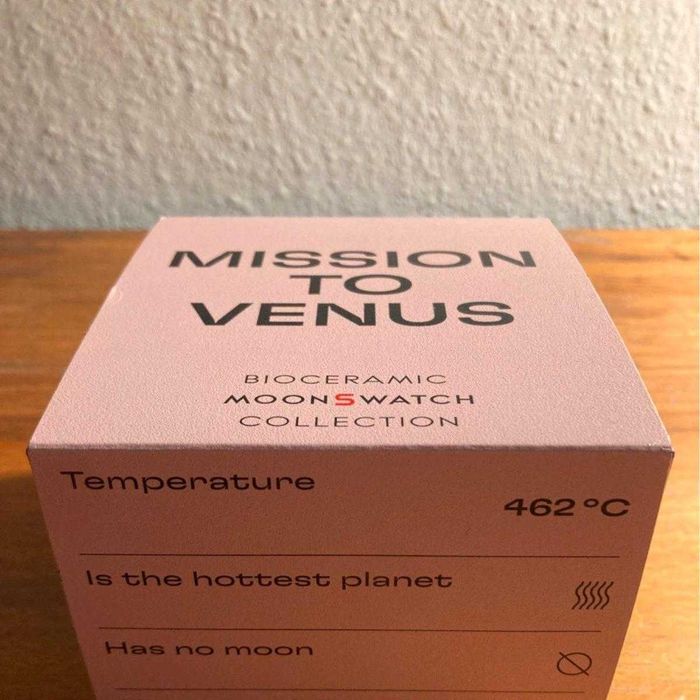 MISSION
TO
VENUS
BIOCERAMIC
MOONSWATCH
COLLECTION
Temperature
462 °C
Is the hottest planet
Has no moon